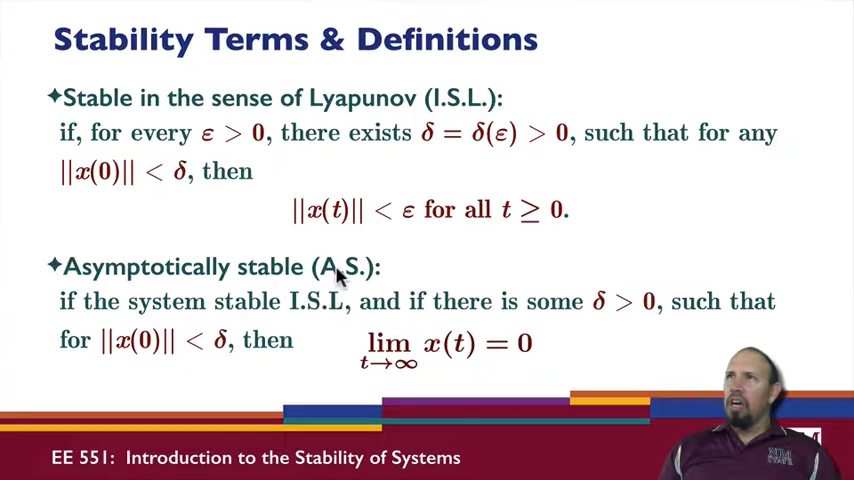 Stability Terms & Definitions
✦Stable in the sense of Lyapunov (I.S.L.):
if, for every ε > 0, there exists δ = δ(ε) > 0, such that for any
||x(0)|| < δ, then
||x(t)|| < ε for all t ≥ 0.
✦Asymptotically stable (A.S.):
if the system stable I.S.L, and if there is some δ > 0, such that
for ||x(0)|| < δ, then lim x(t) = 0
t→∞
EE 551: Introduction to the Stability of Systems